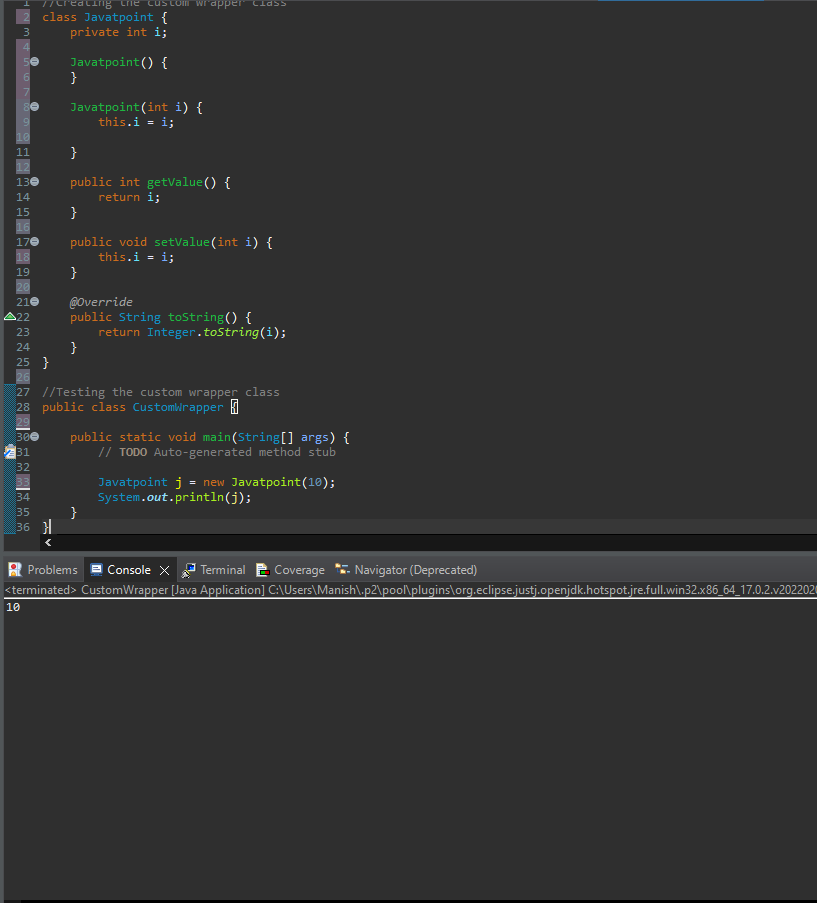 1 //Creating the custom wrapper class
2 class Javatpoint {
3 private int i;
4
5 Javatpoint() {
6 }
7
8 Javatpoint(int i) {
9 this.i = i;
10
11 }
12
13 public int getValue() {
14 return i;
15 }
16
17 public void setValue(int i) {
18 this.i = i;
19 }
20
21 @Override
22 public String toString() {
23 return Integer.toString(i);
24 }
25 }
26
27 //Testing the custom wrapper class
28 public class CustomWrapper {
29
30 public static void main(String[] args) {
31 // TODO Auto-generated method stub
32
33 Javatpoint j = new Javatpoint(10);
34 System.out.println(j);
35 }
36 }
Problems Console Terminal Coverage Navigator (Deprecated)
<terminated> CustomWrapper [Java Application] C:\Users\Manish\.p2\pool\plugins\org.eclipse.justj.openjdk.hotspot.jre.full.win32.x86_64_17.0.2.v202202
10